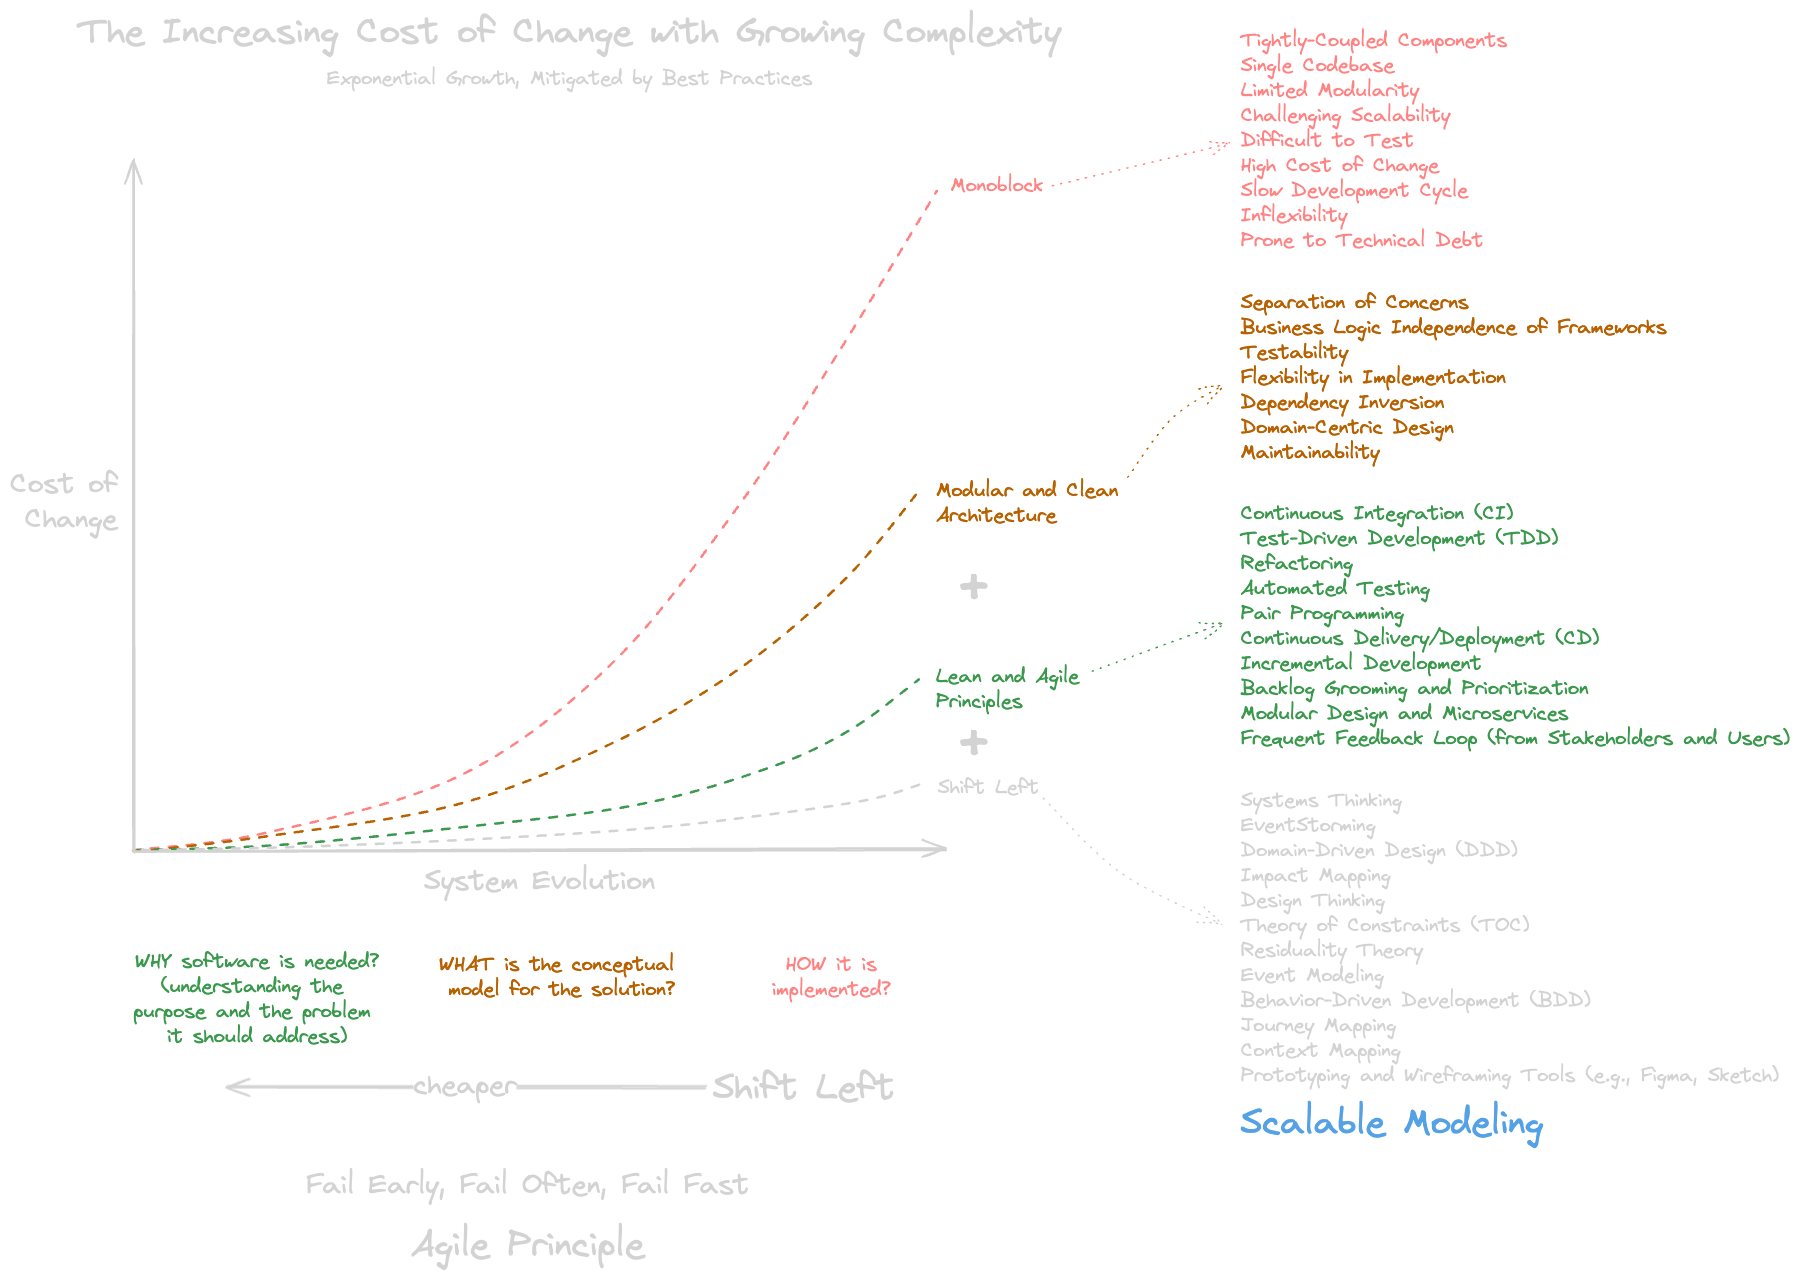 The Increasing Cost of Change with Growing Complexity
Exponential Growth, Mitigated by Best Practices
Cost of
Change
Monoblock
Modular and Clean
Architecture
+
Lean and Agile
Principles
+
Shift Left
System Evolution
Tightly-Coupled Components
Single Codebase
Limited Modularity
Challenging Scalability
Difficult to Test
High Cost of Change
Slow Development Cycle
Inflexibility
Prone to Technical Debt
Separation of Concerns
Business Logic Independence of Frameworks
Testability
Flexibility in Implementation
Dependency Inversion
Domain-Centric Design
Maintainability
Continuous Integration (CI)
Test-Driven Development (TDD)
Refactoring
Automated Testing
Pair Programming
Continuous Delivery/Deployment (CD)
Incremental Development
Backlog Grooming and Prioritization
Modular Design and Microservices
Frequent Feedback Loop (from Stakeholders and Users)
Systems Thinking
EventStorming
Domain-Driven Design (DDD)
Impact Mapping
Design Thinking
Theory of Constraints (TOC)
Residuality Theory
Event Modeling
Behavior-Driven Development (BDD)
Journey Mapping
Context Mapping
Prototyping and Wireframing Tools (e.g., Figma, Sketch)
Scalable Modeling
WHY software is needed?
(understanding the
purpose and the problem
it should address)
WHAT is the conceptual
model for the solution?
HOW it is
implemented?
cheaper
Shift Left
Fail Early, Fail Often, Fail Fast
Agile Principle